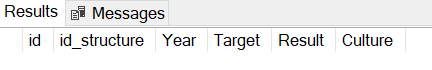 Results Messages
id id_structure Year Target Result Culture